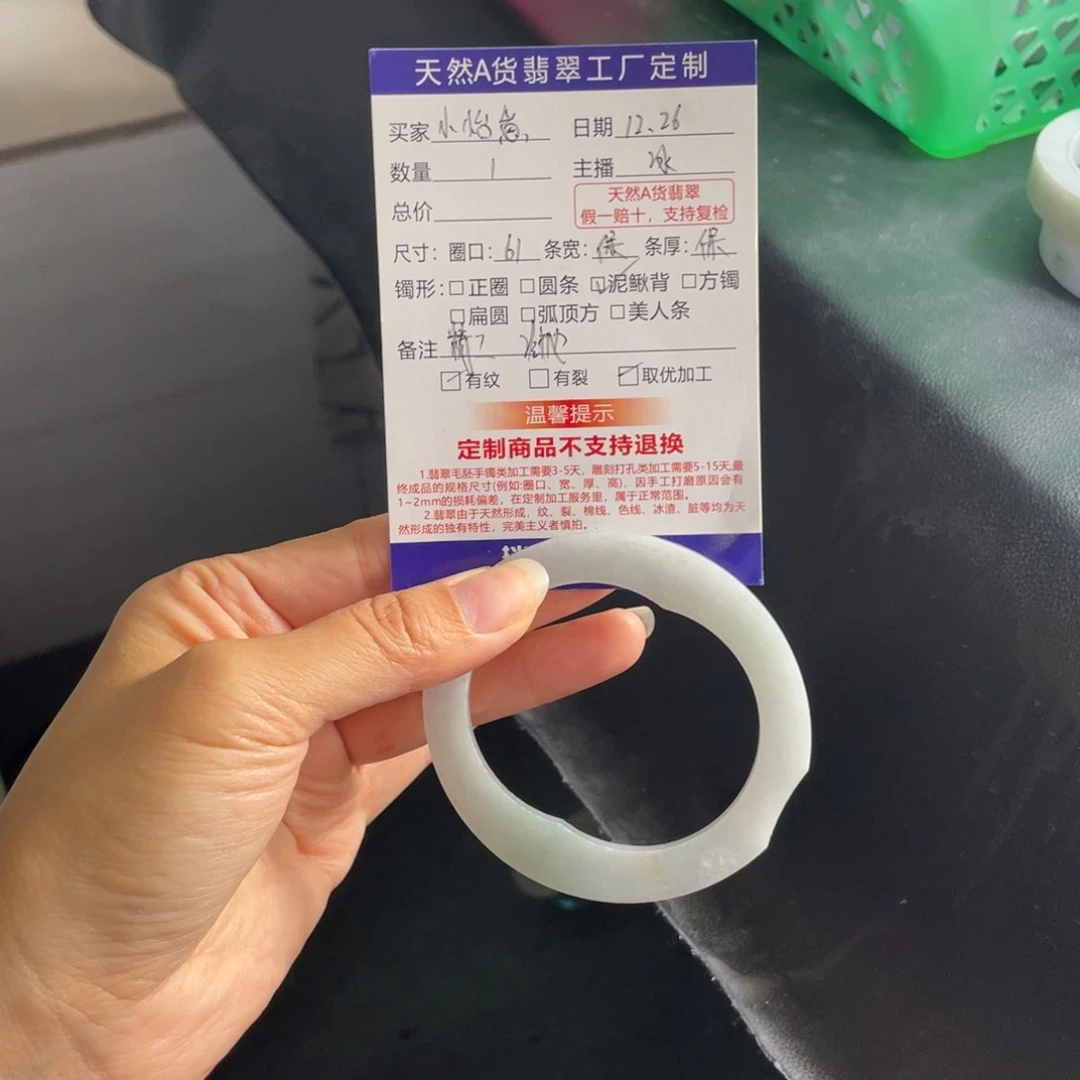 天然A货翡翠工厂定制
买家 小怡 日期 12.26
数量 1 主播 冰
总价
天然A货翡翠
假一赔十，支持复检
尺寸：圈口：61 条宽：保 条厚：保
镯形：□正圈 □圆条 ☑泥鳅背 □方镯
□扁圆 □弧顶方 □美人条
备注
☑有纹 □有裂 ☑取优加工
温馨提示
定制商品不支持退换
1.翡翠毛胚手镯类加工需要3-5天，雕刻打孔类加工需要5-15天,最
终成品的规格尺寸(例如:圈口、宽、厚、高)，因手工打磨原因会有
1~2mm的损耗偏差，在定制加工服务里，属于正常范围。
2.翡翠由于天然形成，纹、裂、棉线、色线、冰渣、脏等均为天
然形成的独有特性，完美主义者慎拍。